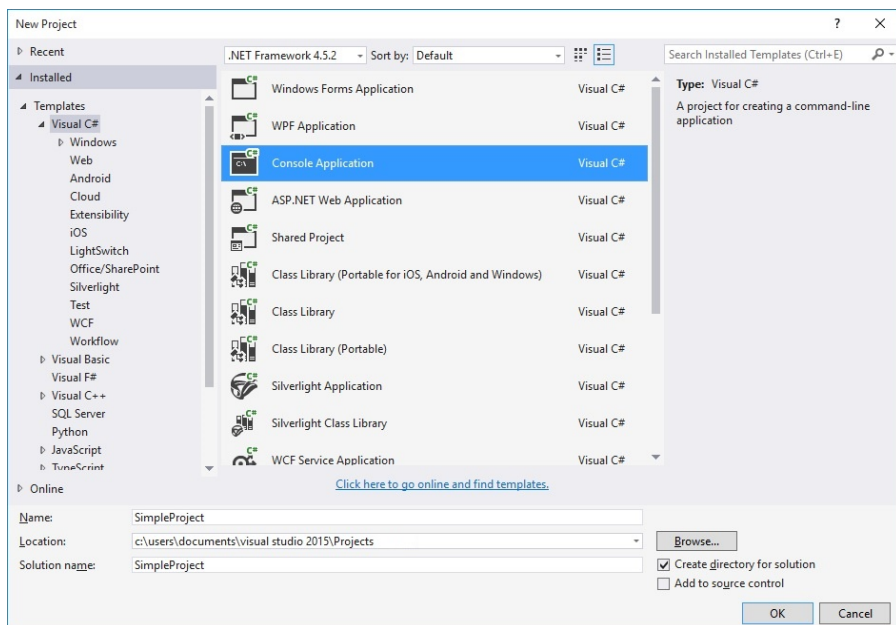 New Project
? ×
Recent
.NET Framework 4.5.2
Sort by: Default
Search Installed Templates (Ctrl+E)
Installed
Templates
Visual C#
Windows
Web
Android
Cloud
Extensibility
iOS
LightSwitch
Office/SharePoint
Silverlight
Test
WCF
Workflow
Visual Basic
Visual F#
Visual C++
SQL Server
Python
JavaScript
TypeScript
Online
Windows Forms Application Visual C#
WPF Application Visual C#
Console Application Visual C#
ASP.NET Web Application Visual C#
Shared Project Visual C#
Class Library (Portable for iOS, Android and Windows) Visual C#
Class Library Visual C#
Class Library (Portable) Visual C#
Silverlight Application Visual C#
Silverlight Class Library Visual C#
WCF Service Application Visual C#
Click here to go online and find templates.
Type: Visual C#
A project for creating a command-line
application
Name: SimpleProject
Location: c:\users\documents\visual studio 2015\Projects
Browse...
Solution name: SimpleProject
Create directory for solution
Add to source control
OK Cancel